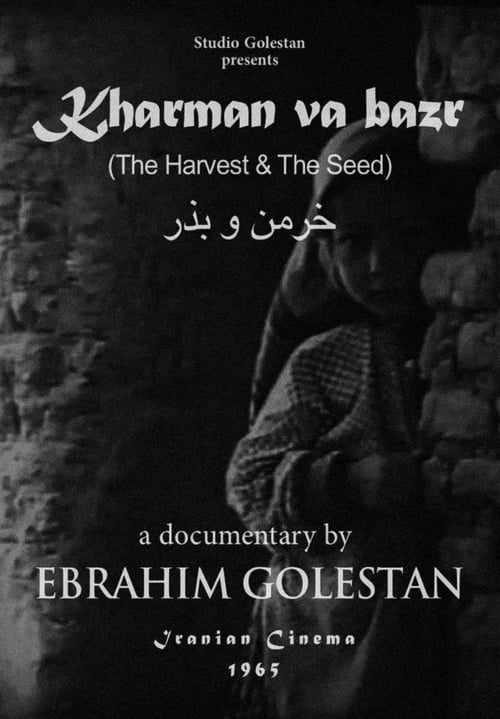 Studio Golestan
presents
Kharman va bazr
(The Harvest & The Seed)
خرمن و بذر
a documentary by
EBRAHIM GOLESTAN
Iranian Cinema
1965